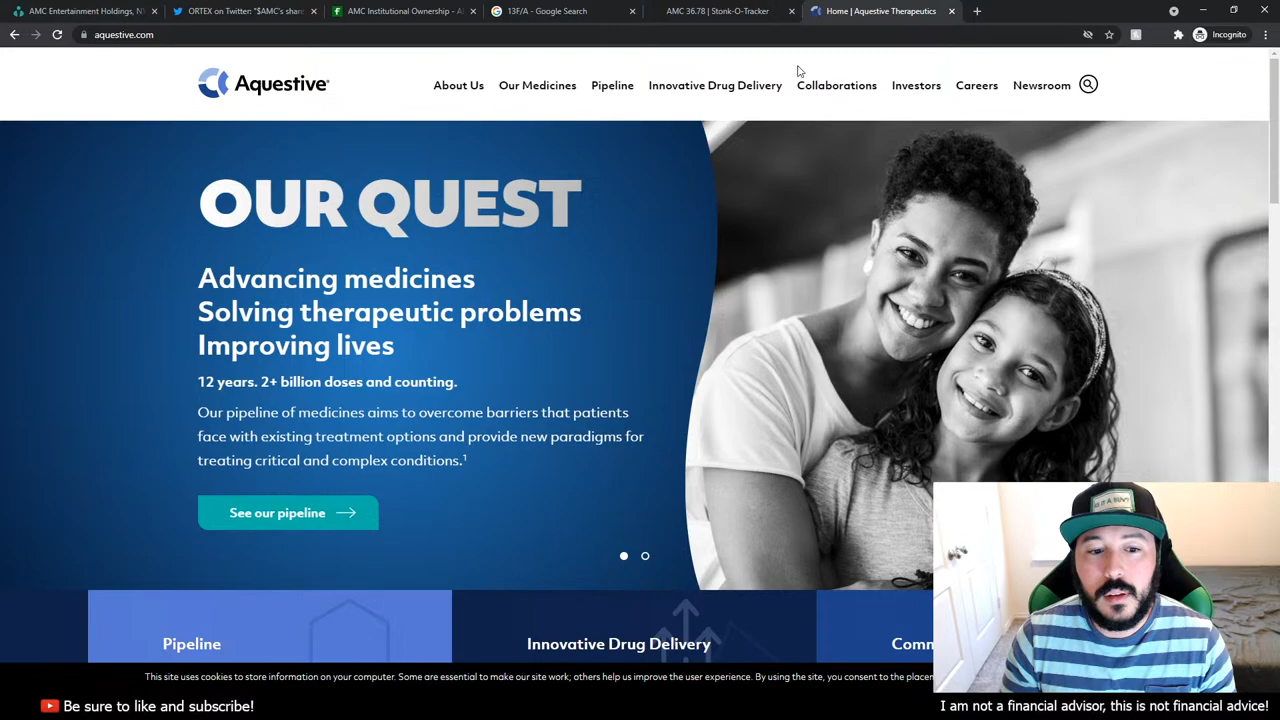 AMC Entertainment Holdings, NY
ORTEX on Twitter: "$AMC's share
AMC Institutional Ownership - A
13F/A - Google Search
AMC 36.78 | Stonk-O-Tracker
Home | Aquestive Therapeutics
aquestive.com
Incognito
Aquestive
About Us
Our Medicines
Pipeline
Innovative Drug Delivery
Collaborations
Investors
Careers
Newsroom
OUR QUEST
Advancing medicines
Solving therapeutic problems
Improving lives
12 years. 2+ billion doses and counting.
Our pipeline of medicines aims to overcome barriers that patients
face with existing treatment options and provide new paradigms for
treating critical and complex conditions.1
See our pipeline
Pipeline
Innovative Drug Delivery
Comm
This site uses cookies to store information on your computer. Some are essential to make our site work; others help us improve the user experience. By using the site, you consent to the placem
Be sure to like and subscribe!
I am not a financial advisor, this is not financial advice!